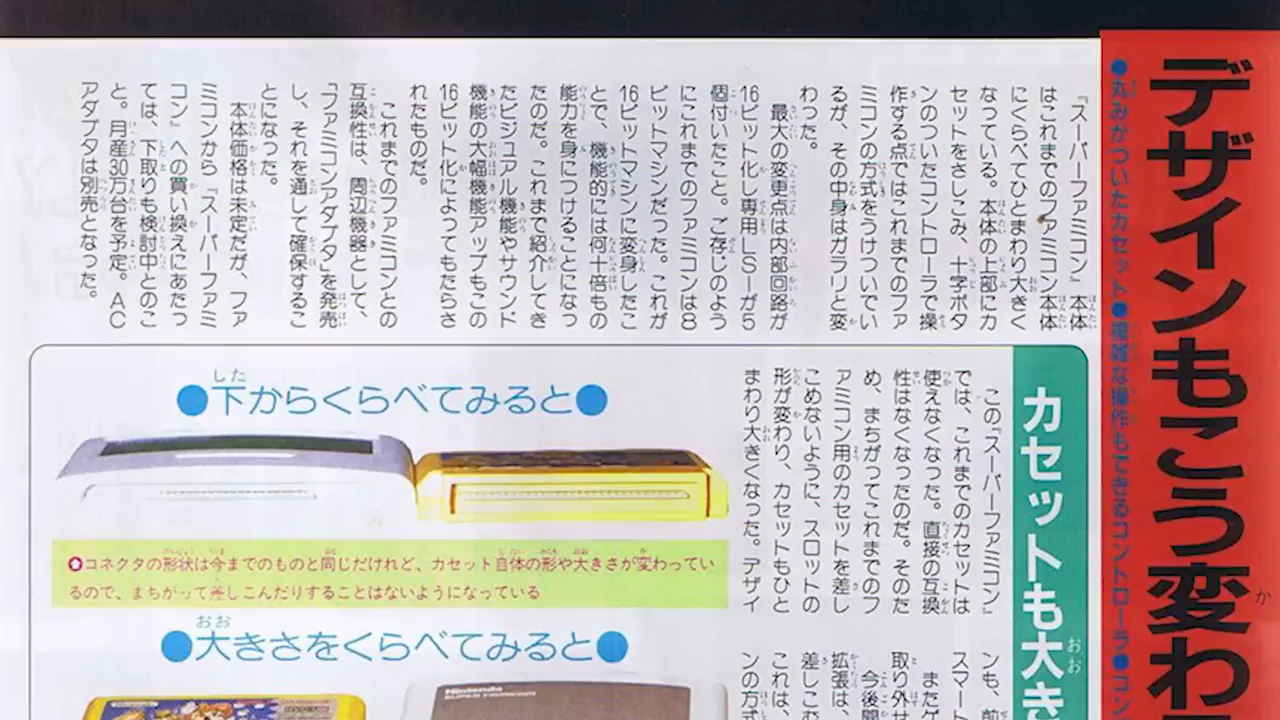 デザインもこう変わ
●丸みがついたカセット●複雑な操作もできるコントローラ●コン
『スーパーファミコン』本体
はこれまでのファミコン本体
にくらべてひとまわり大きく
なっている。本体の上部にカ
セットをさしこみ、十字ボタ
ンのついたコントローラで操
作する点ではこれまでのファ
ミコンの方式をうけついでい
るが、その中身はガラリと変
わった。
最大の変更点は内部回路が
16ビット化し専用LSIーが5
個付いたこと。ご存じのよう
にこれまでのファミコンは8
ビットマシンだった。これが
16ビットマシンに変身したこ
とで、機能的には何十倍もの
能力を身につけることになっ
たのだ。これまで紹介してき
たビジュアル機能やサウンド
機能の大幅機能アップもこの
16ビット化によってもたらさ
れたものだ。
これまでのファミコンとの
互換性は、周辺機器として、
「ファミコンアダプタ」を発売
し、それを通して確保するこ
とになった。
本体価格は未定だが、ファ
ミコンから『スーパーファミ
コン』への買い換えにあたっ
ては、下取りも検討中とのこ
と。月産30万台を予定。AC
アダプタは別売となった。
カセットも大き
この『スーパーファミコン』
では、これまでのカセットは
使えなくなった。直接の互換
性はなくなったのだ。そのた
め、まちがってこれまでのフ
ァミコン用のカセットを差し
こめないように、スロットの
形が変わり、カセットもひと
まわり大きくなった。デザイ
ンも、前
スマート
またゲ
取り外せ
今後開
拡張は、
差しこむ
これは、
ンの方式
●下からくらべてみると●
コネクタの形状は今までのものと同じだけれど、カセット自体の形や大きさが変わってい
るので、まちがって差しこんだりすることはないようになっている
●大きさをくらべてみると●
Nintendo
SUPER FAMICOM